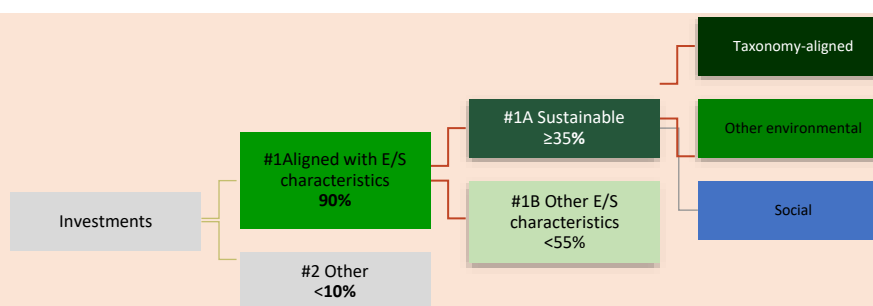 Taxonomy-aligned
#1A Sustainable
≥35%
Other environmental
#1Aligned with E/S
characteristics
90%
Investments
#1B Other E/S
characteristics
<55%
Social
#2 Other
<10%